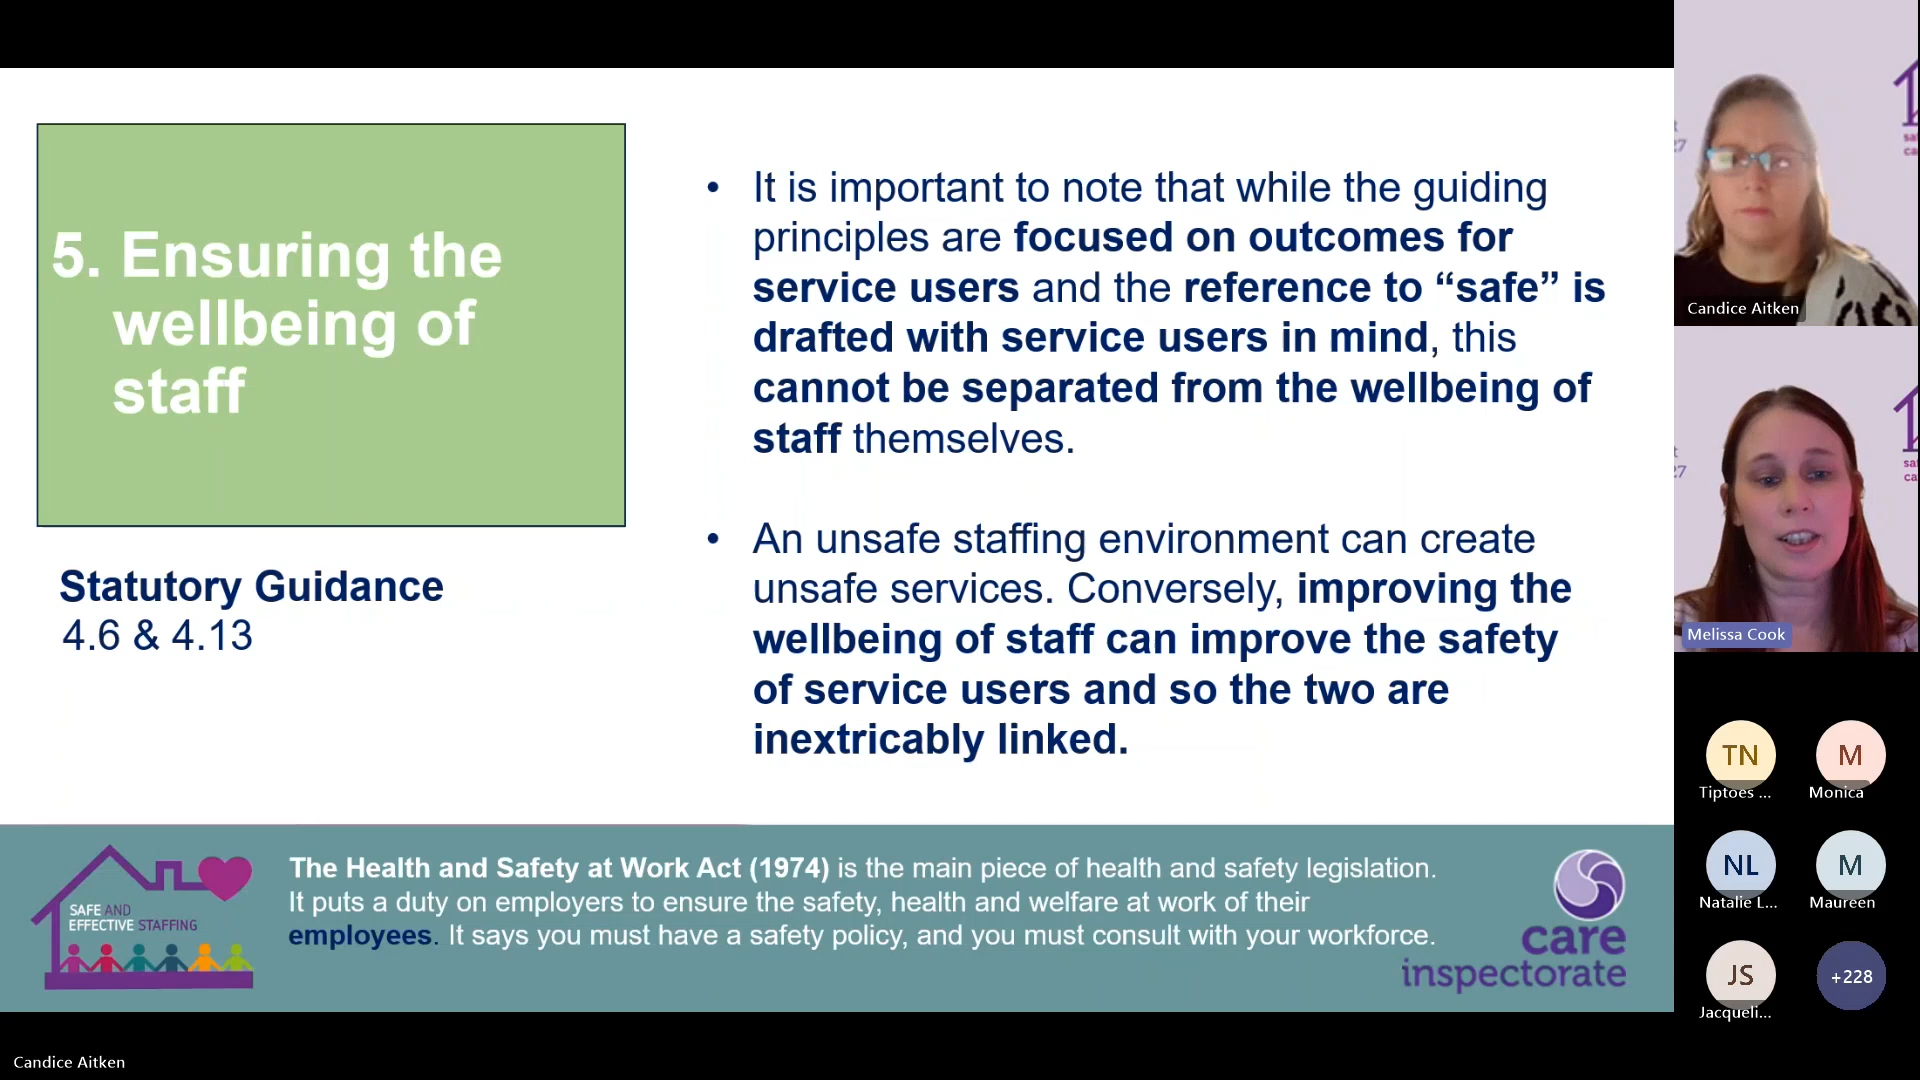 5. Ensuring the
wellbeing of
staff
Statutory Guidance
4.6 & 4.13
• It is important to note that while the guiding
principles are focused on outcomes for
service users and the reference to “safe” is
drafted with service users in mind, this
cannot be separated from the wellbeing of
staff themselves.
• An unsafe staffing environment can create
unsafe services. Conversely, improving the
wellbeing of staff can improve the safety
of service users and so the two are
inextricably linked.
SAFE AND
EFFECTIVE STAFFING
The Health and Safety at Work Act (1974) is the main piece of health and safety legislation.
It puts a duty on employers to ensure the safety, health and welfare at work of their
employees. It says you must have a safety policy, and you must consult with your workforce.
care
inspectorate
Candice Aitken
Candice Aitken
Melissa Cook
TN
Tiptoes ...
M
Monica
NL
Natalie L...
M
Maureen
JS
Jacqueli...
+228